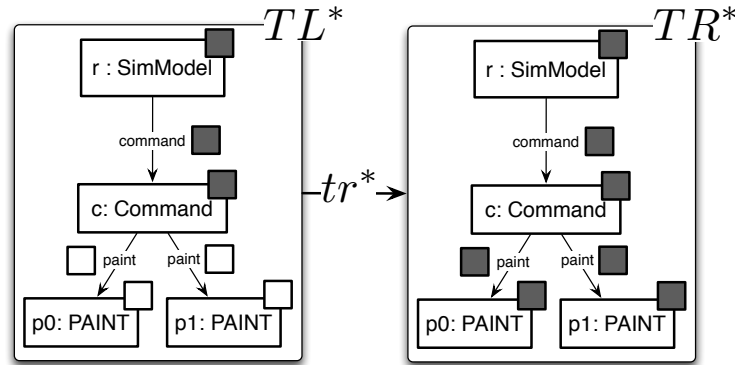 TL*
r : SimModel
command
c: Command
paint
paint
p0: PAINT
p1: PAINT
tr*
TR*
r : SimModel
command
c: Command
paint
paint
p0: PAINT
p1: PAINT